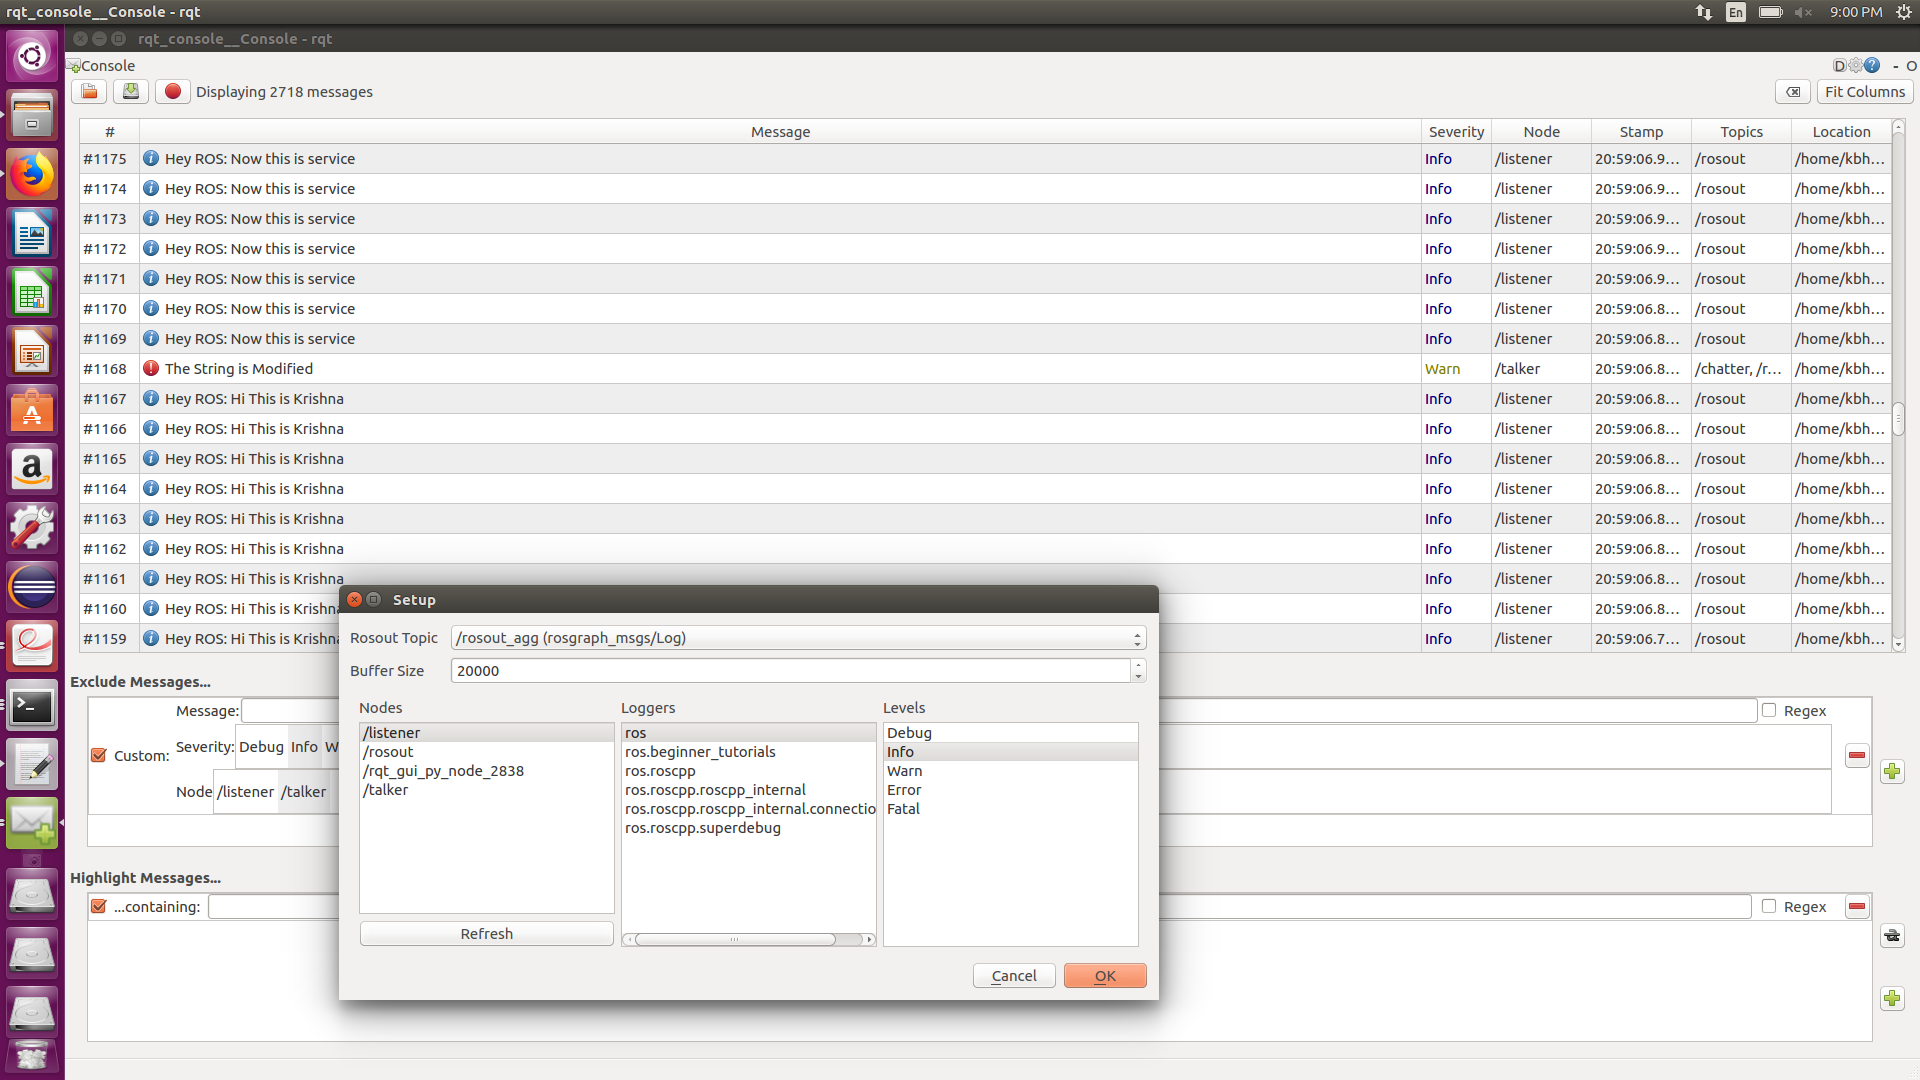 rqt_console__Console - rqt
En
9:00 PM
rqt_console__Console - rqt
Console
D
- O
Displaying 2718 messages
Fit Columns
# Message Severity Node Stamp Topics Location
#1175 Hey ROS: Now this is service Info /listener 20:59:06.9... /rosout /home/kbh...
#1174 Hey ROS: Now this is service Info /listener 20:59:06.9... /rosout /home/kbh...
#1173 Hey ROS: Now this is service Info /listener 20:59:06.9... /rosout /home/kbh...
#1172 Hey ROS: Now this is service Info /listener 20:59:06.9... /rosout /home/kbh...
#1171 Hey ROS: Now this is service Info /listener 20:59:06.9... /rosout /home/kbh...
#1170 Hey ROS: Now this is service Info /listener 20:59:06.8... /rosout /home/kbh...
#1169 Hey ROS: Now this is service Info /listener 20:59:06.8... /rosout /home/kbh...
#1168 The String is Modified Warn /talker 20:59:06.8... /chatter, /r... /home/kbh...
#1167 Hey ROS: Hi This is Krishna Info /listener 20:59:06.8... /rosout /home/kbh...
#1166 Hey ROS: Hi This is Krishna Info /listener 20:59:06.8... /rosout /home/kbh...
#1165 Hey ROS: Hi This is Krishna Info /listener 20:59:06.8... /rosout /home/kbh...
#1164 Hey ROS: Hi This is Krishna Info /listener 20:59:06.8... /rosout /home/kbh...
#1163 Hey ROS: Hi This is Krishna Info /listener 20:59:06.8... /rosout /home/kbh...
#1162 Hey ROS: Hi This is Krishna Info /listener 20:59:06.8... /rosout /home/kbh...
#1161 Hey ROS: Hi This is Krishna Info /listener 20:59:06.8... /rosout /home/kbh...
#1160 Hey ROS: Hi This is Krishna Info /listener 20:59:06.8... /rosout /home/kbh...
#1159 Hey ROS: Hi This is Krishna Info /listener 20:59:06.7... /rosout /home/kbh...
Exclude Messages...
Message:
Regex
Custom:
Severity: Debug Info W
Node /listener /talker
Highlight Messages...
...containing:
Regex
Setup
Rosout Topic /rosout_agg (rosgraph_msgs/Log)
Buffer Size 20000
Nodes
/listener
/rosout
/rqt_gui_py_node_2838
/talker
Refresh
Loggers
ros
ros.beginner_tutorials
ros.roscpp
ros.roscpp.roscpp_internal
ros.roscpp.roscpp_internal.connectio
ros.roscpp.superdebug
Levels
Debug
Info
Warn
Error
Fatal
Cancel
OK